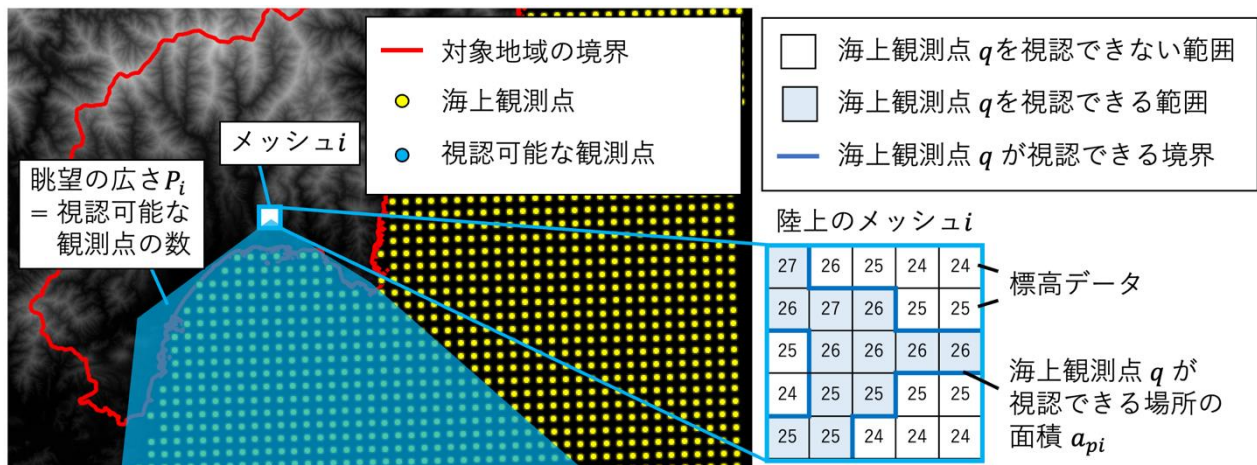 対象地域の境界
海上観測点
視認可能な観測点
メッシュi
眺望の広さPi
= 視認可能な
観測点の数
海上観測点 qを視認できない範囲
海上観測点 qを視認できる範囲
海上観測点 q が視認できる境界
陸上のメッシュi
27 26 25 24 24
26 27 26 25 25
25 26 26 26 26
24 25 25 25 25
25 25 24 24 24
標高データ
海上観測点 q が
視認できる場所の
面積 api